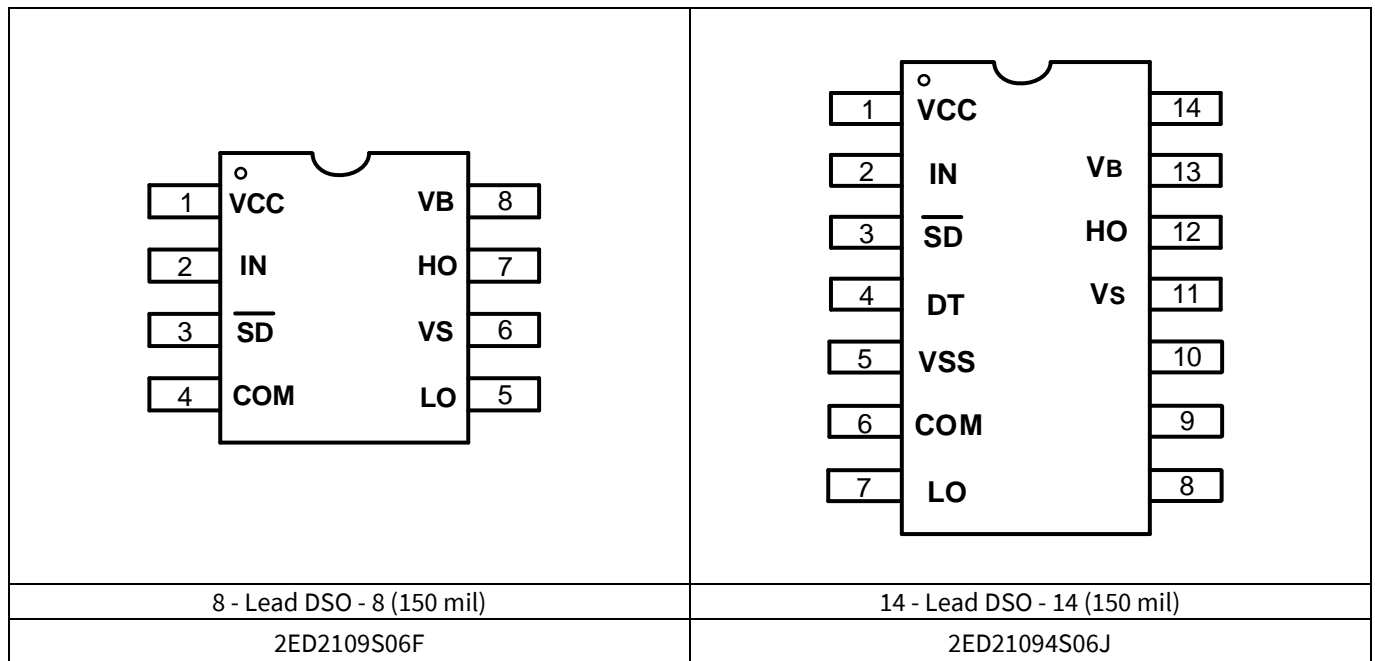 1 VCC VB 8
2 IN HO 7
3 SD VS 6
4 COM LO 5
8 - Lead DSO - 8 (150 mil)
2ED2109S06F
1 VCC 14
2 IN VB 13
3 SD HO 12
4 DT VS 11
5 VSS 10
6 COM 9
7 LO 8
14 - Lead DSO - 14 (150 mil)
2ED21094S06J